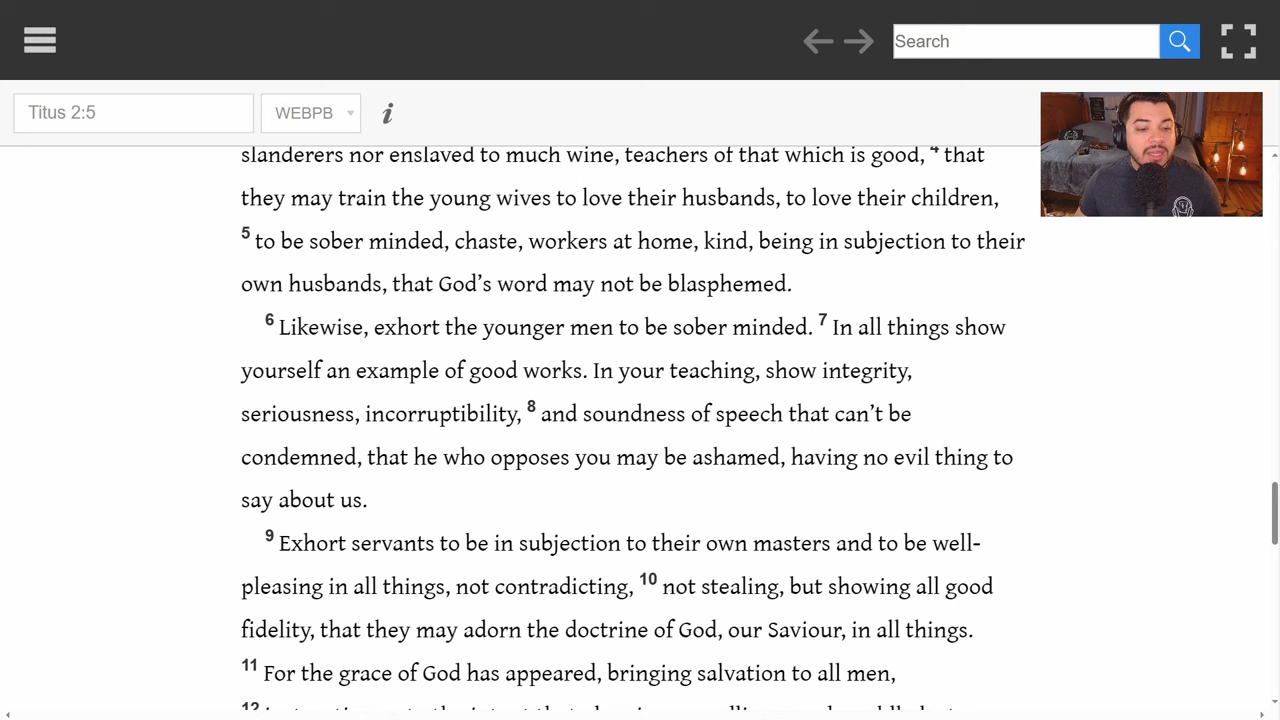 Search
Titus 2:5
WEBPB
i
slanderers nor enslaved to much wine, teachers of that which is good, 4 that
they may train the young wives to love their husbands, to love their children,
5 to be sober minded, chaste, workers at home, kind, being in subjection to their
own husbands, that God’s word may not be blasphemed.
6 Likewise, exhort the younger men to be sober minded. 7 In all things show
yourself an example of good works. In your teaching, show integrity,
seriousness, incorruptibility, 8 and soundness of speech that can’t be
condemned, that he who opposes you may be ashamed, having no evil thing to
say about us.
9 Exhort servants to be in subjection to their own masters and to be well-
pleasing in all things, not contradicting, 10 not stealing, but showing all good
fidelity, that they may adorn the doctrine of God, our Saviour, in all things.
11 For the grace of God has appeared, bringing salvation to all men,
12